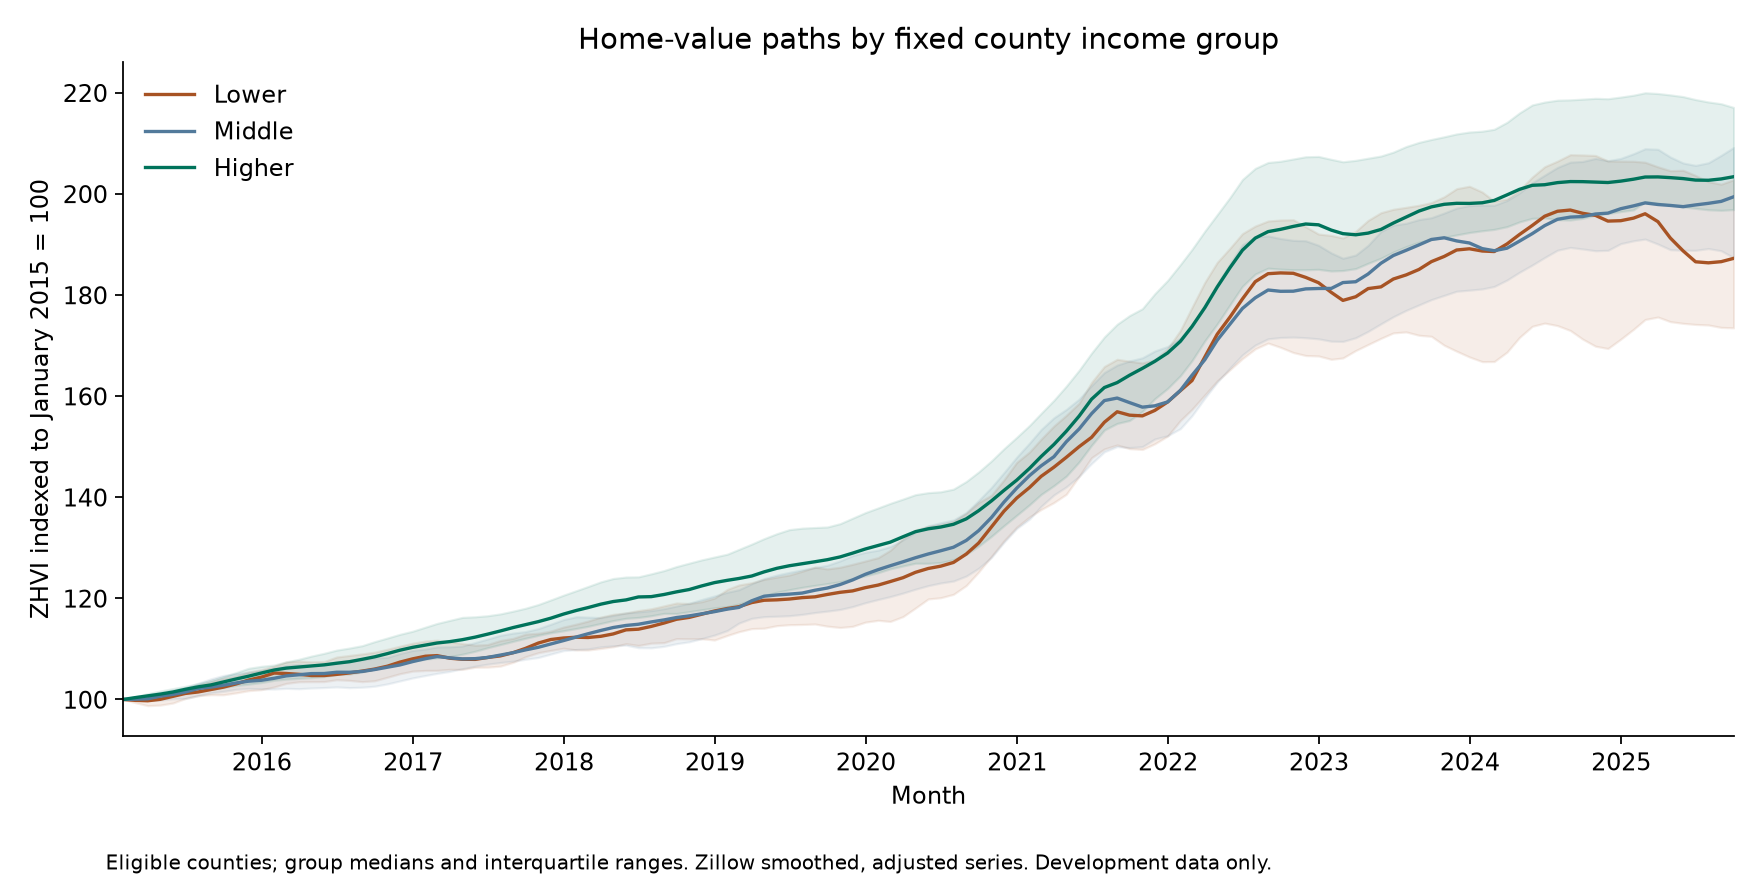 Home-value paths by fixed county income group
Lower
Middle
Higher
ZHVI indexed to January 2015 = 100
220
200
180
160
140
120
100
2016 2017 2018 2019 2020 2021 2022 2023 2024 2025
Month
Eligible counties; group medians and interquartile ranges. Zillow smoothed, adjusted series. Development data only.